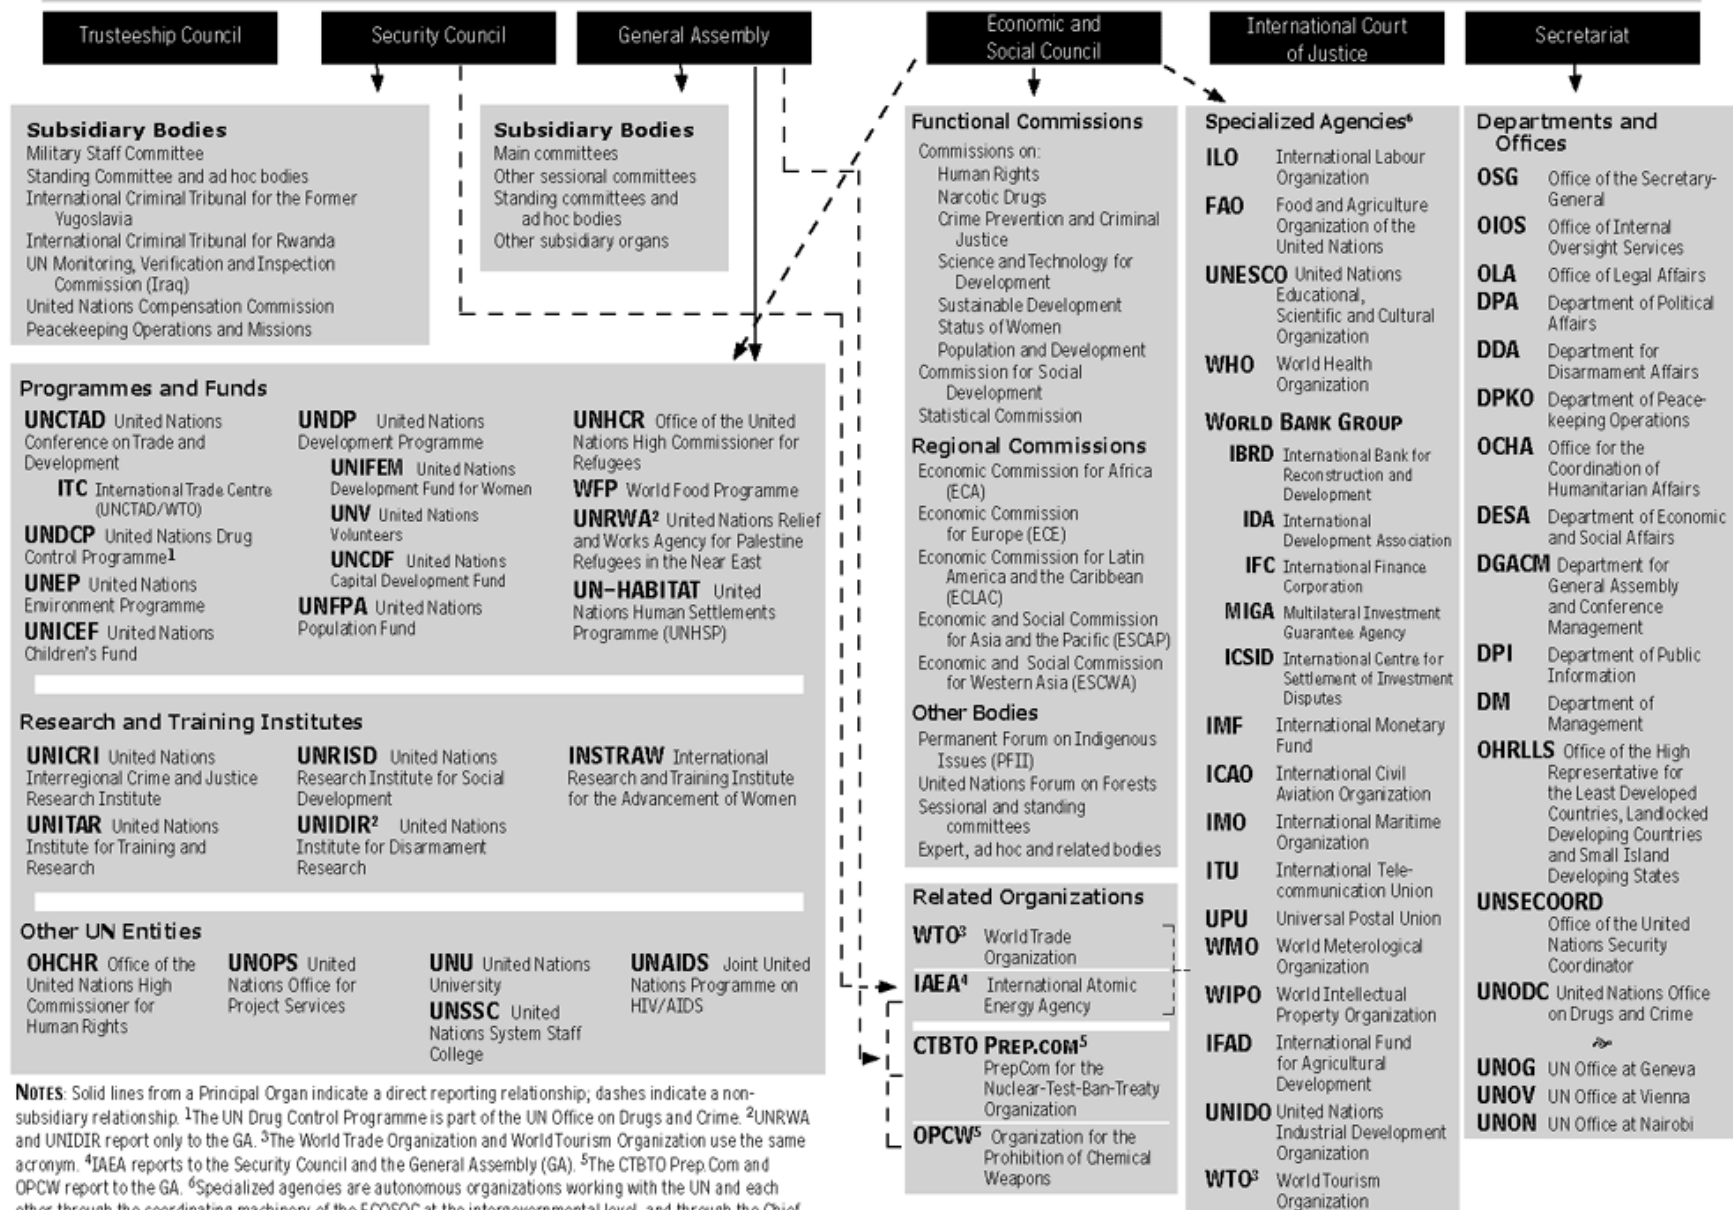 Trusteeship Council
Security Council
General Assembly
Economic and
Social Council
International Court
of Justice
Secretariat
Subsidiary Bodies
Military Staff Committee
Standing Committee and ad hoc bodies
International Criminal Tribunal for the Former
Yugoslavia
International Criminal Tribunal for Rwanda
UN Monitoring, Verification and Inspection
Commission (Iraq)
United Nations Compensation Commission
Peacekeeping Operations and Missions
Subsidiary Bodies
Main committees
Other sessional committees
Standing committees and
ad hoc bodies
Other subsidiary organs
Programmes and Funds
UNCTAD United Nations
Conference on Trade and
Development
ITC International Trade Centre
(UNCTAD/WTO)
UNDCP United Nations Drug
Control Programme¹
UNEP United Nations
Environment Programme
UNICEF United Nations
Children's Fund
UNDP United Nations
Development Programme
UNIFEM United Nations
Development Fund for Women
UNV United Nations
Volunteers
UNCDF United Nations
Capital Development Fund
UNFPA United Nations
Population Fund
UNHCR Office of the United
Nations High Commissioner for
Refugees
WFP World Food Programme
UNRWA² United Nations Relief
and Works Agency for Palestine
Refugees in the Near East
UN-HABITAT United
Nations Human Settlements
Programme (UNHSP)
Research and Training Institutes
UNICRI United Nations
Interregional Crime and Justice
Research Institute
UNITAR United Nations
Institute for Training and
Research
UNRISD United Nations
Research Institute for Social
Development
UNIDIR² United Nations
Institute for Disarmament
Research
INSTRAW International
Research and Training Institute
for the Advancement of Women
Other UN Entities
OHCHR Office of the
United Nations High
Commissioner for
Human Rights
UNOPS United
Nations Office for
Project Services
UNU United Nations
University
UNSSC United
Nations System Staff
College
UNAIDS Joint United
Nations Programme on
HIV/AIDS
Functional Commissions
Commissions on:
Human Rights
Narcotic Drugs
Crime Prevention and Criminal
Justice
Science and Technology for
Development
Sustainable Development
Status of Women
Population and Development
Commission for Social
Development
Statistical Commission
Regional Commissions
Economic Commission for Africa
(ECA)
Economic Commission
for Europe (ECE)
Economic Commission for Latin
America and the Caribbean
(ECLAC)
Economic and Social Commission
for Asia and the Pacific (ESCAP)
Economic and Social Commission
for Western Asia (ESCWA)
Other Bodies
Permanent Forum on Indigenous
Issues (PFII)
United Nations Forum on Forests
Sessional and standing
committees
Expert, ad hoc and related bodies
Related Organizations
WTO³ World Trade
Organization
IAEA⁴ International Atomic
Energy Agency
CTBTO PREP.COM⁵
PrepCom for the
Nuclear-Test-Ban-Treaty
Organization
OPCW⁵ Organization for the
Prohibition of Chemical
Weapons
Specialized Agencies⁶
ILO International Labour
Organization
FAO Food and Agriculture
Organization of the
United Nations
UNESCO United Nations
Educational,
Scientific and Cultural
Organization
WHO World Health
Organization
WORLD BANK GROUP
IBRD International Bank for
Reconstruction and
Development
IDA International
Development Association
IFC International Finance
Corporation
MIGA Multilateral Investment
Guarantee Agency
ICSID International Centre for
Settlement of Investment
Disputes
IMF International Monetary
Fund
ICAO International Civil
Aviation Organization
IMO International Maritime
Organization
ITU International Tele-
communication Union
UPU Universal Postal Union
WMO World Meterological
Organization
WIPO World Intellectual
Property Organization
IFAD International Fund
for Agricultural
Development
UNIDO United Nations
Industrial Development
Organization
WTO³ World Tourism
Organization
Departments and
Offices
OSG Office of the Secretary-
General
OIOS Office of Internal
Oversight Services
OLA Office of Legal Affairs
DPA Department of Political
Affairs
DDA Department for
Disarmament Affairs
DPKO Department of Peace-
keeping Operations
OCHA Office for the
Coordination of
Humanitarian Affairs
DESA Department of Economic
and Social Affairs
DGACM Department for
General Assembly
and Conference
Management
DPI Department of Public
Information
DM Department of
Management
OHRLLS Office of the High
Representative for
the Least Developed
Countries, Landlocked
Developing Countries
and Small Island
Developing States
UNSECOORD
Office of the United
Nations Security
Coordinator
UNODC United Nations Office
on Drugs and Crime
UNOG UN Office at Geneva
UNOV UN Office at Vienna
UNON UN Office at Nairobi
NOTES: Solid lines from a Principal Organ indicate a direct reporting relationship; dashes indicate a non-
subsidiary relationship. ¹The UN Drug Control Programme is part of the UN Office on Drugs and Crime. ²UNRWA
and UNIDIR report only to the GA. ³The World Trade Organization and World Tourism Organization use the same
acronym. ⁴IAEA reports to the Security Council and the General Assembly (GA). ⁵The CTBTO Prep.Com and
OPCW report to the GA. ⁶Specialized agencies are autonomous organizations working with the UN and each
other through the coordinating machinery of the ECOSOC at the intergovernmental level, and through the Chief